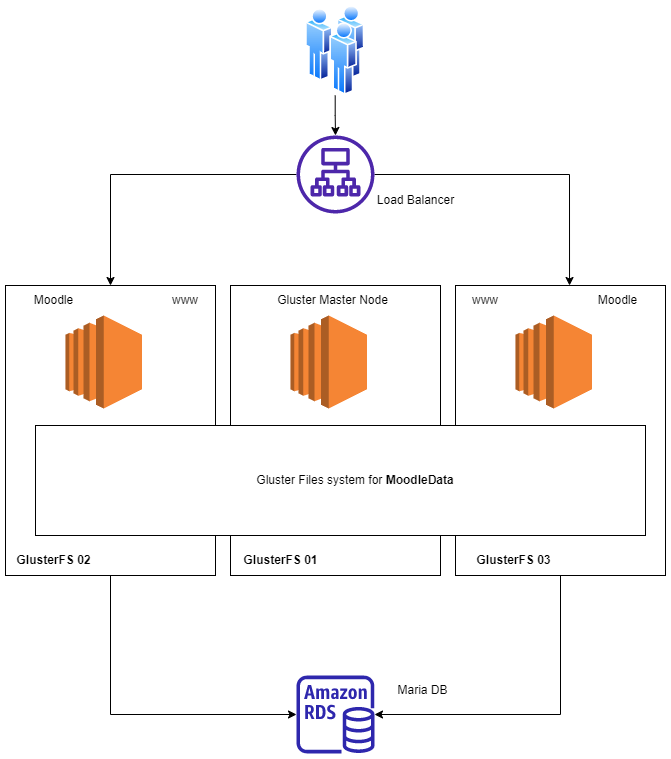 Load Balancer
Moodle
www
Gluster Master Node
www
Moodle
Gluster Files system for MoodleData
GlusterFS 02
GlusterFS 01
GlusterFS 03
Amazon
RDS
Maria DB